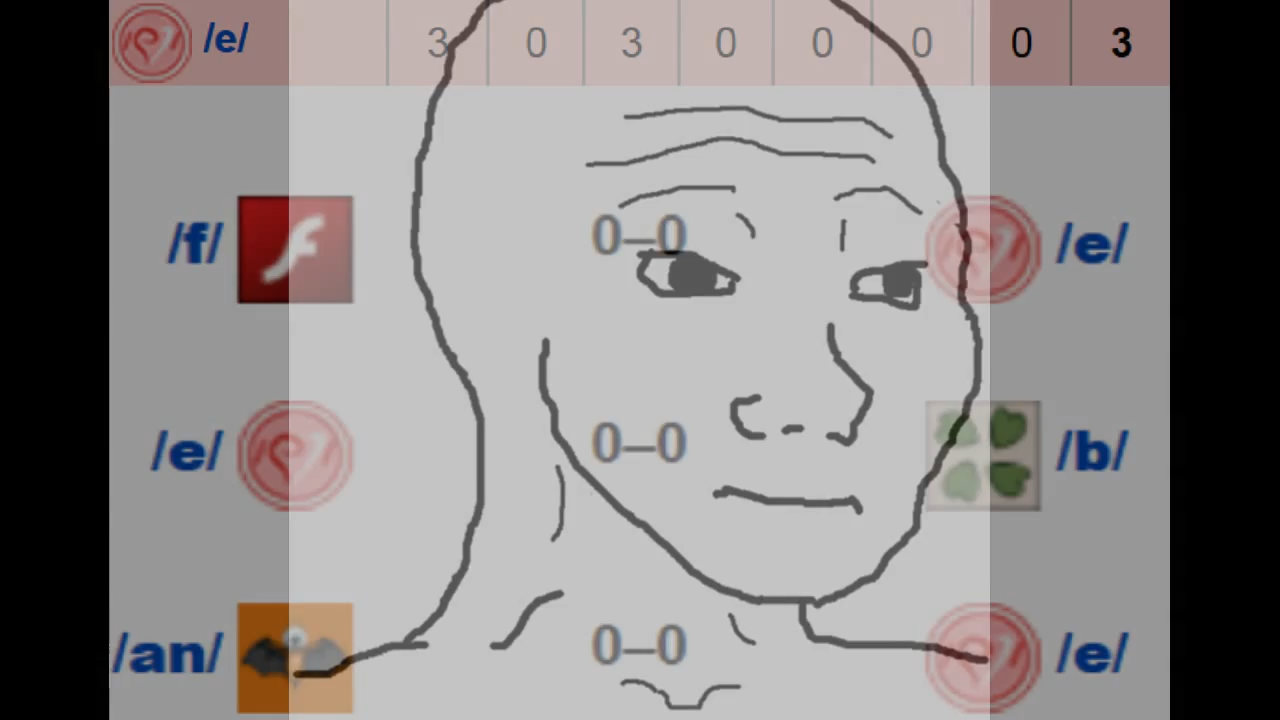 /e/ 3 0 3 0 0 0 0 3
/f/ 0–0 /e/
/e/ 0–0 /b/
/an/ 0–0 /e/